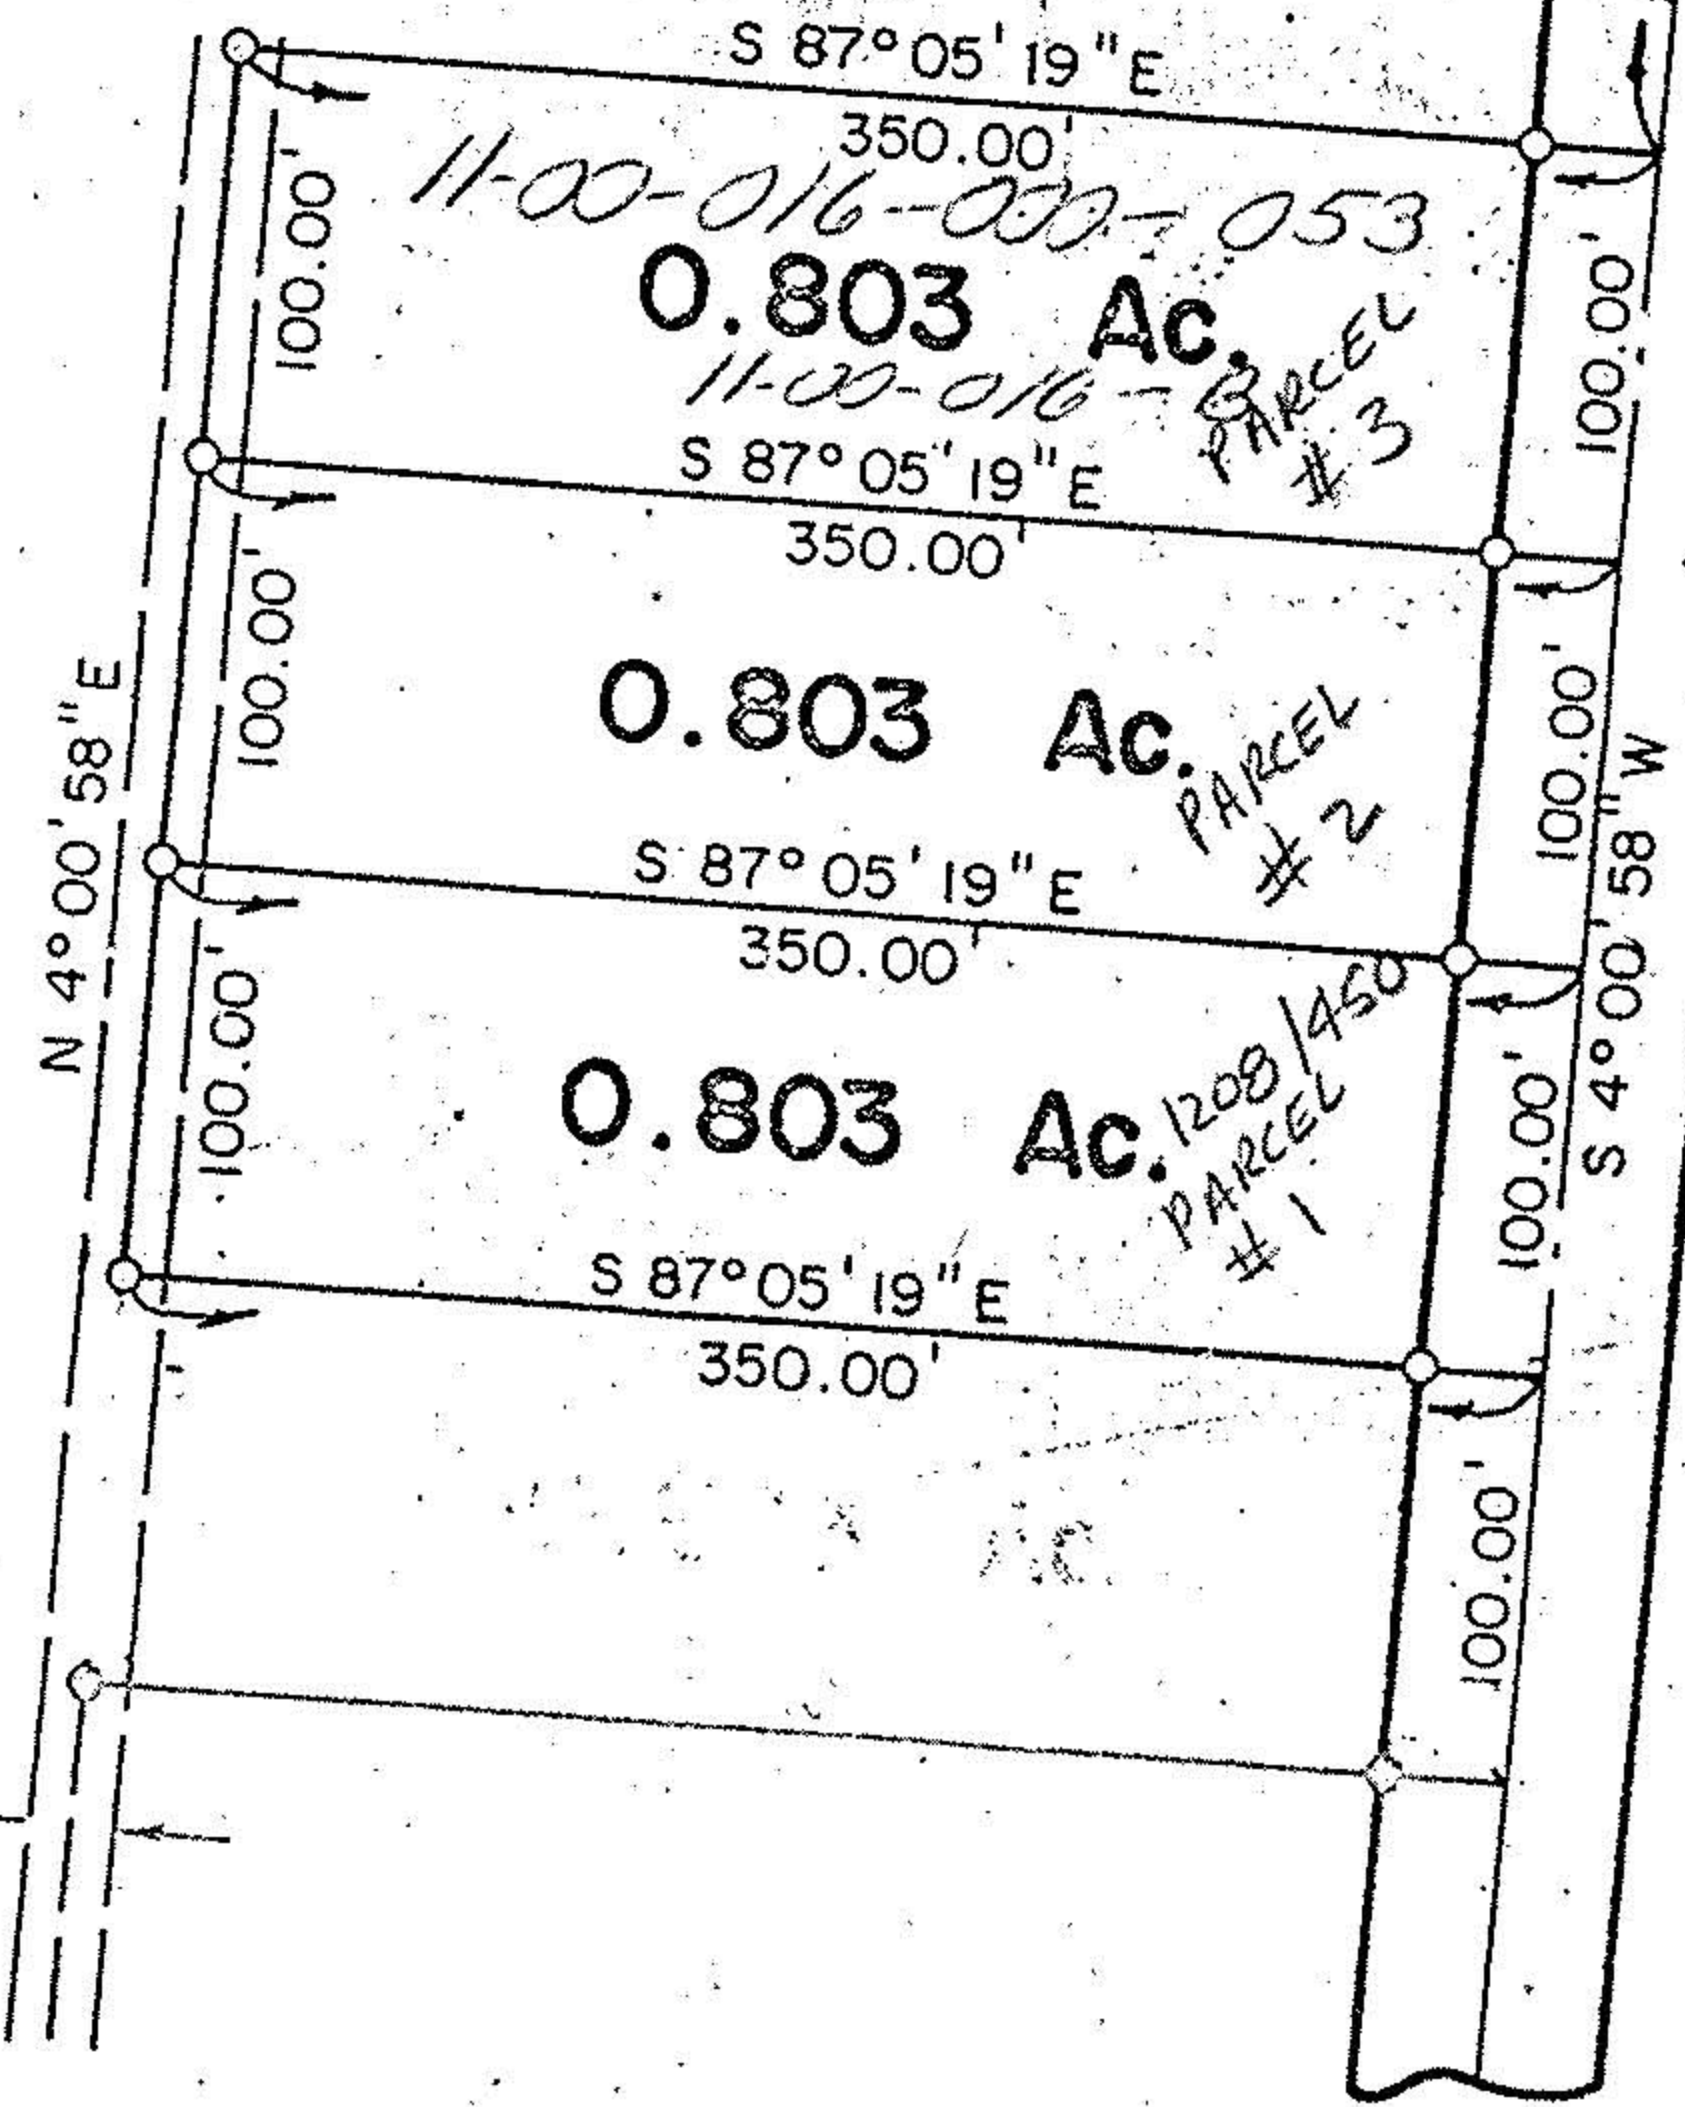 S 87° 05' 19" E
350.00'
100.00'
11-00-016-000-053
0.803 Ac.
11-00-016-
PARCEL
# 3
100.00'
S 87° 05' 19" E
350.00'
100.00'
0.803 Ac.
PARCEL
# 2
100.00'
N 4° 00' 58" E
S 4° 00' 58" W
S 87° 05' 19" E
350.00'
100.00'
0.803 Ac.
1208/450
PARCEL
# 1
100.00'
S 87° 05' 19" E
350.00'
Ac.
100.00'